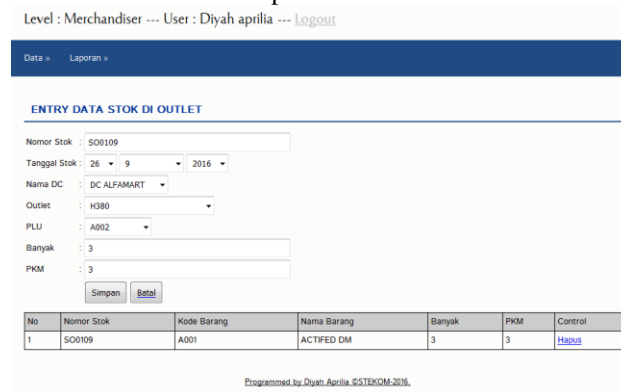 Level : Merchandiser --- User : Diyah aprilia --- Logout
Data » Laporan »
ENTRY DATA STOK DI OUTLET
Nomor Stok : SO0109
Tanggal Stok : 26 9 2016
Nama DC : DC ALFAMART
Outlet : H380
PLU : A002
Banyak : 3
PKM : 3
Simpan Batal
No Nomor Stok Kode Barang Nama Barang Banyak PKM Control
1 SO0109 A001 ACTIFED DM 3 3 Hapus
Programmed by Diyah Aprilia ©STEKOM-2016.